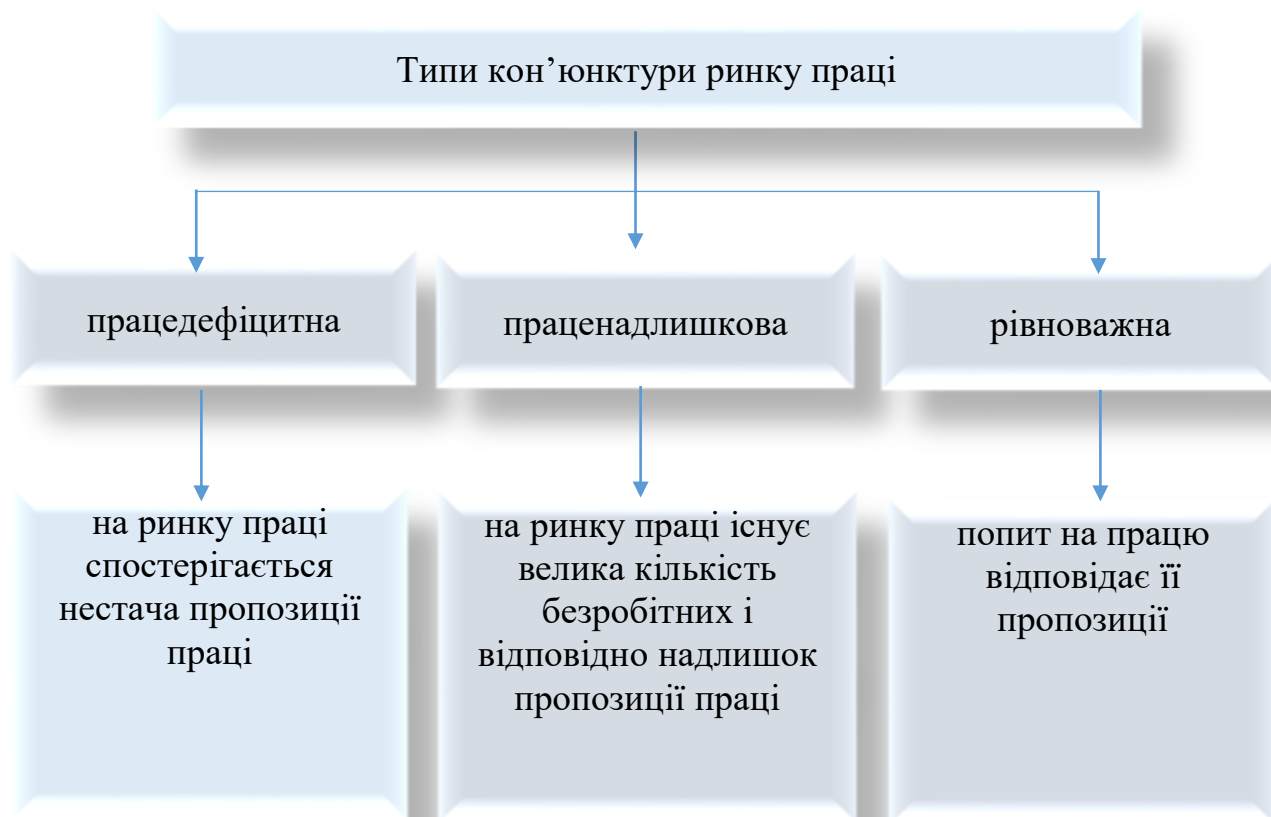 Типи кон’юнктури ринку праці
працедефіцитна
праценадлишкова
рівноважна
на ринку праці
спостерігається
нестача пропозиції
праці
на ринку праці існує
велика кількість
безробітних і
відповідно надлишок
пропозиції праці
попит на працю
відповідає її
пропозиції